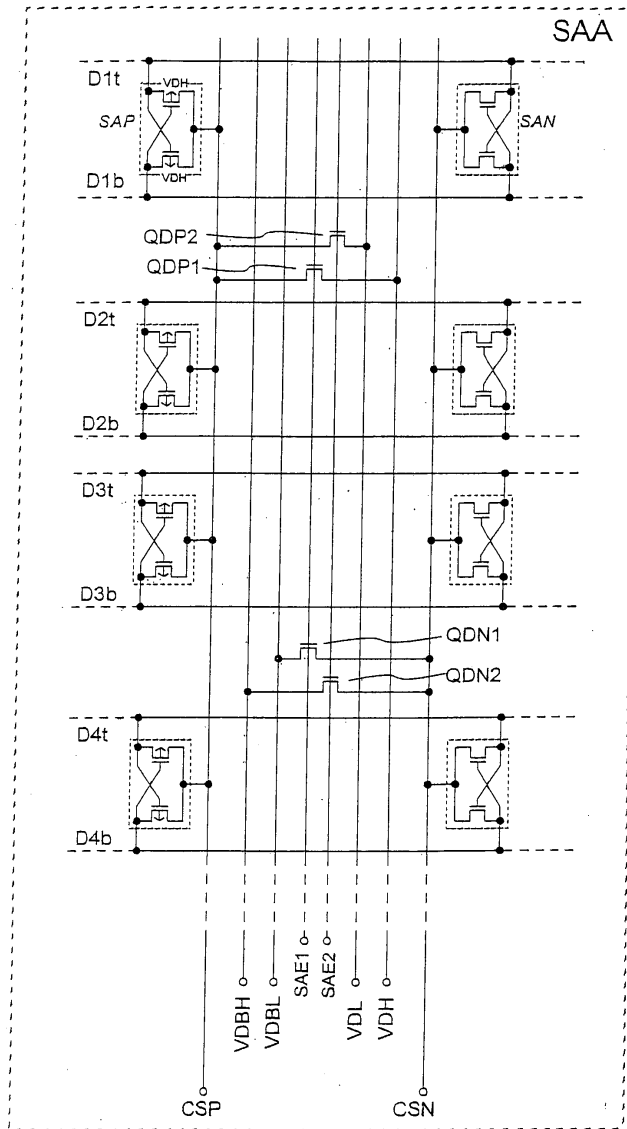 SAA
D1t
VDH
SAP
SAN
VDH
D1b
QDP2
QDP1
D2t
D2b
D3t
D3b
QDN1
QDN2
D4t
D4b
VDBH
VDBL
SAE1
SAE2
VDL
VDH
CSP
CSN